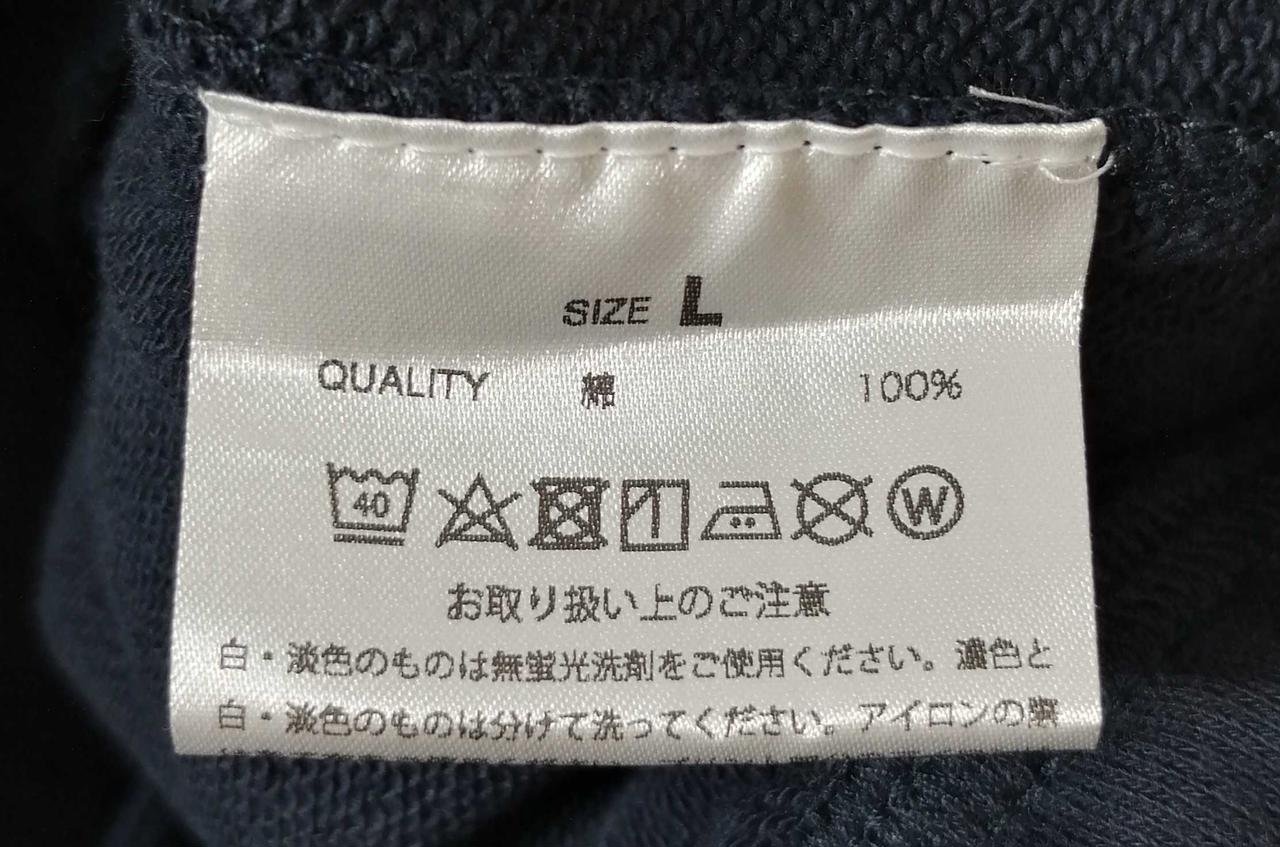 SIZE L
QUALITY 綿 100%
40 W
お取り扱い上のご注意
白・淡色のものは無蛍光洗剤をご使用ください。濃色と
白・淡色のものは分けて洗ってください。アイロンの際